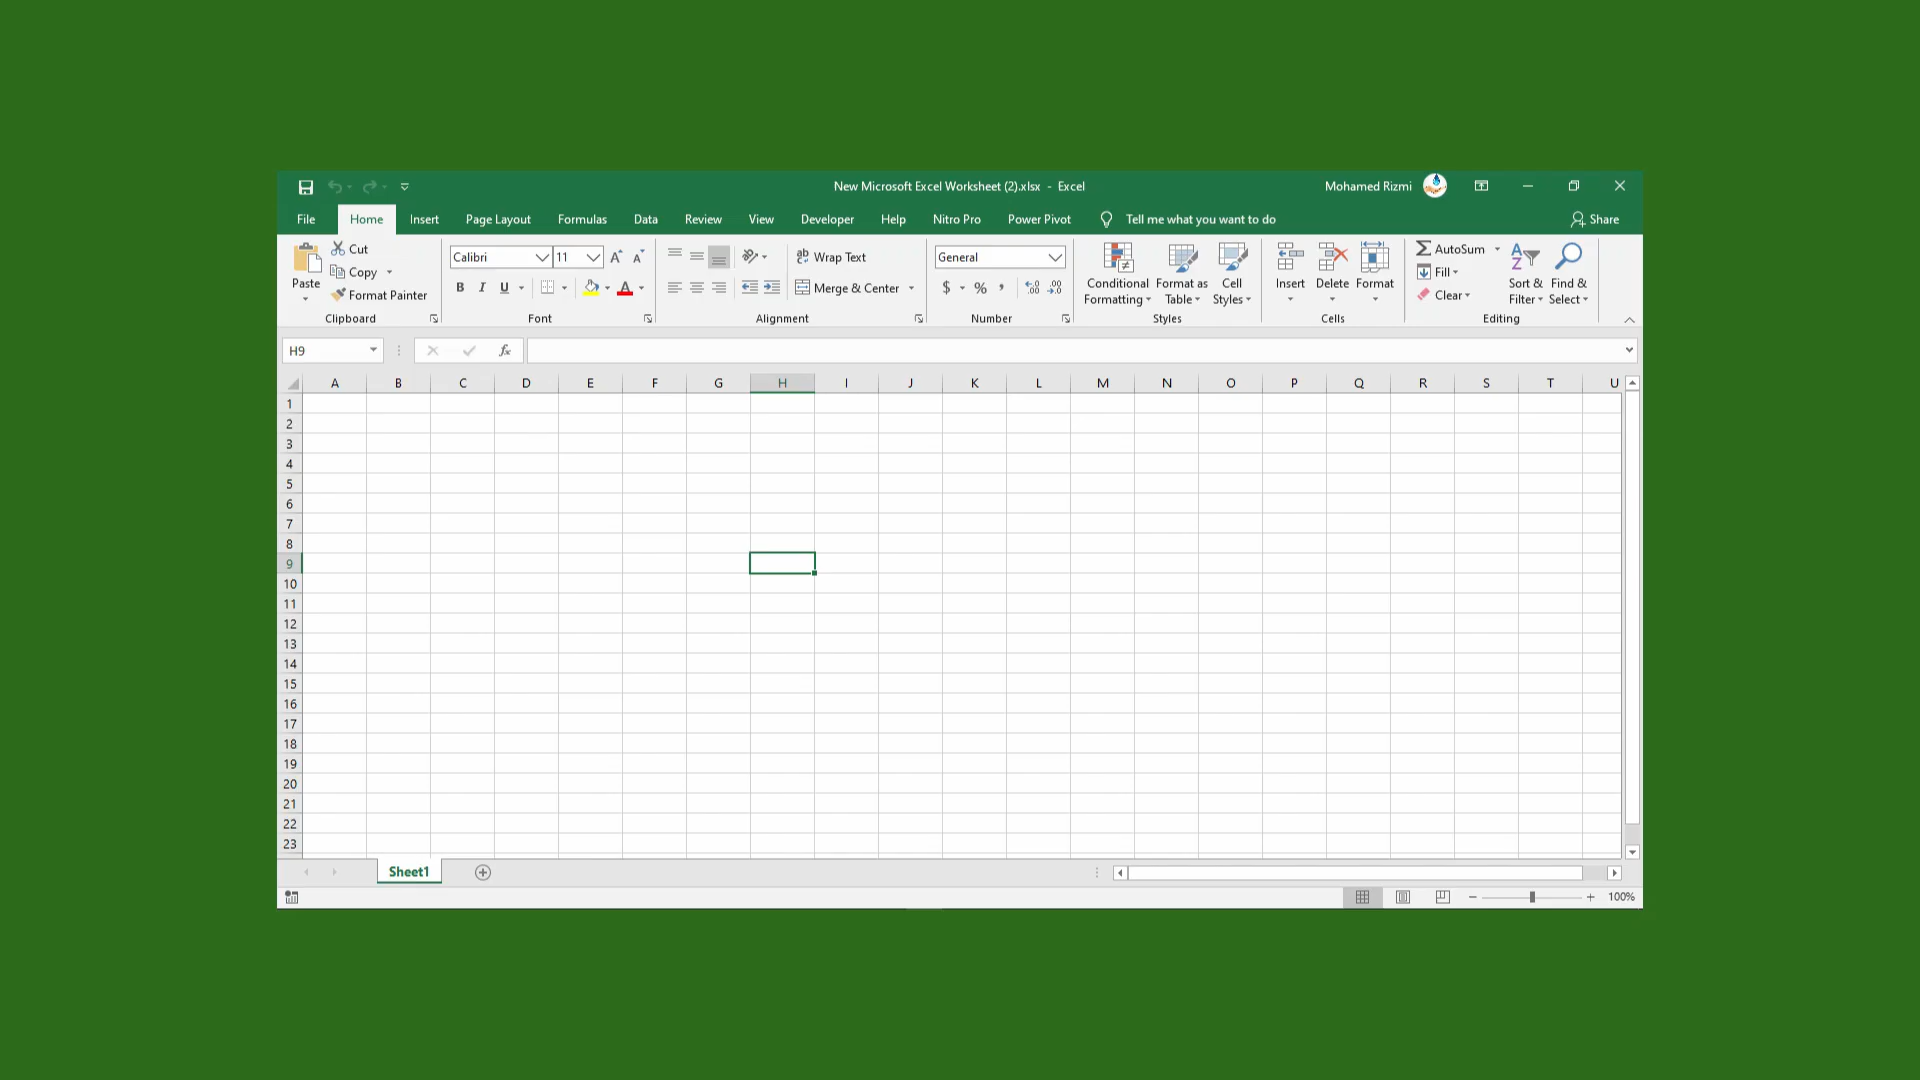 New Microsoft Excel Worksheet (2).xlsx - Excel
Mohamed Rizmi
File Home Insert Page Layout Formulas Data Review View Developer Help Nitro Pro Power Pivot Tell me what you want to do Share
Paste
Cut
Copy
Format Painter
Clipboard
Calibri 11
B I U A
Font
Wrap Text
Merge & Center
Alignment
General
$ % ,
Number
Conditional Formatting
Format as Table
Cell Styles
Styles
Insert
Delete
Format
Cells
AutoSum
Fill
Clear
Sort & Filter
Find & Select
Editing
H9
fx
A B C D E F G H I J K L M N O P Q R S T U
1
2
3
4
5
6
7
8
9
10
11
12
13
14
15
16
17
18
19
20
21
22
23
Sheet1
100%